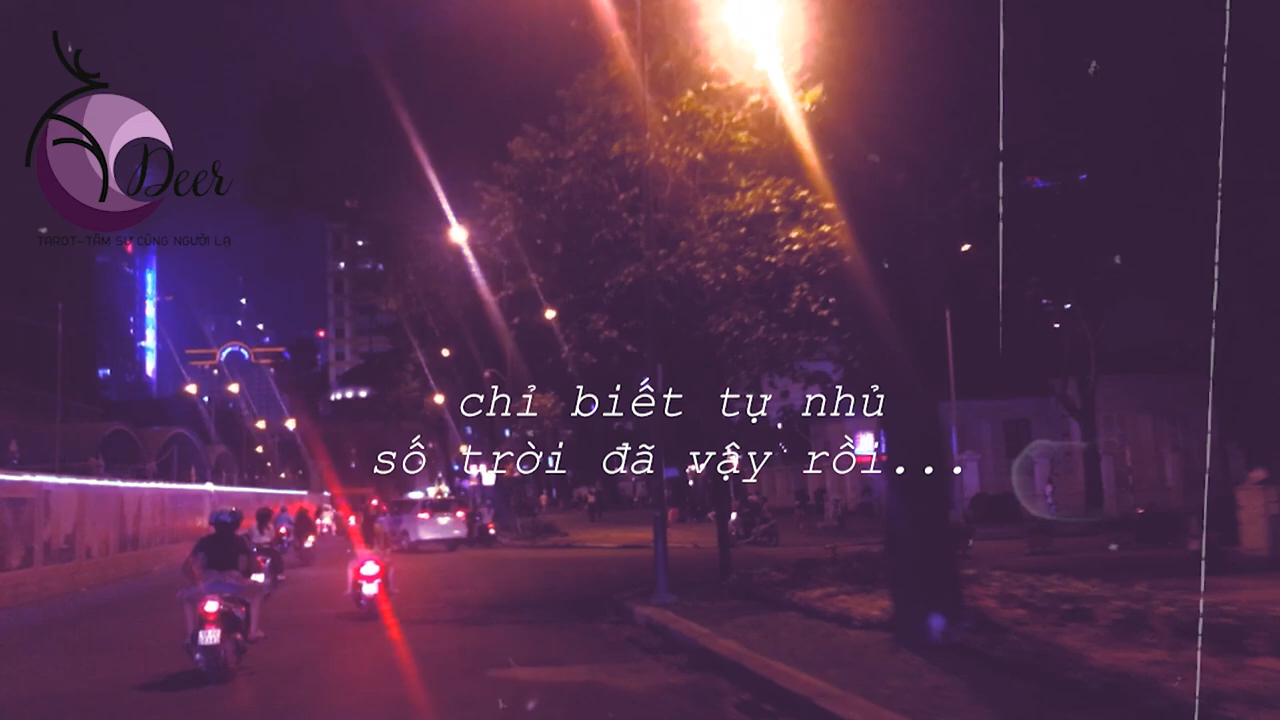 Deer
TAROT-TÂM SỰ CÙNG NGƯỜI LẠ
chỉ biết tự nhủ
số trời đã vậy rồi...